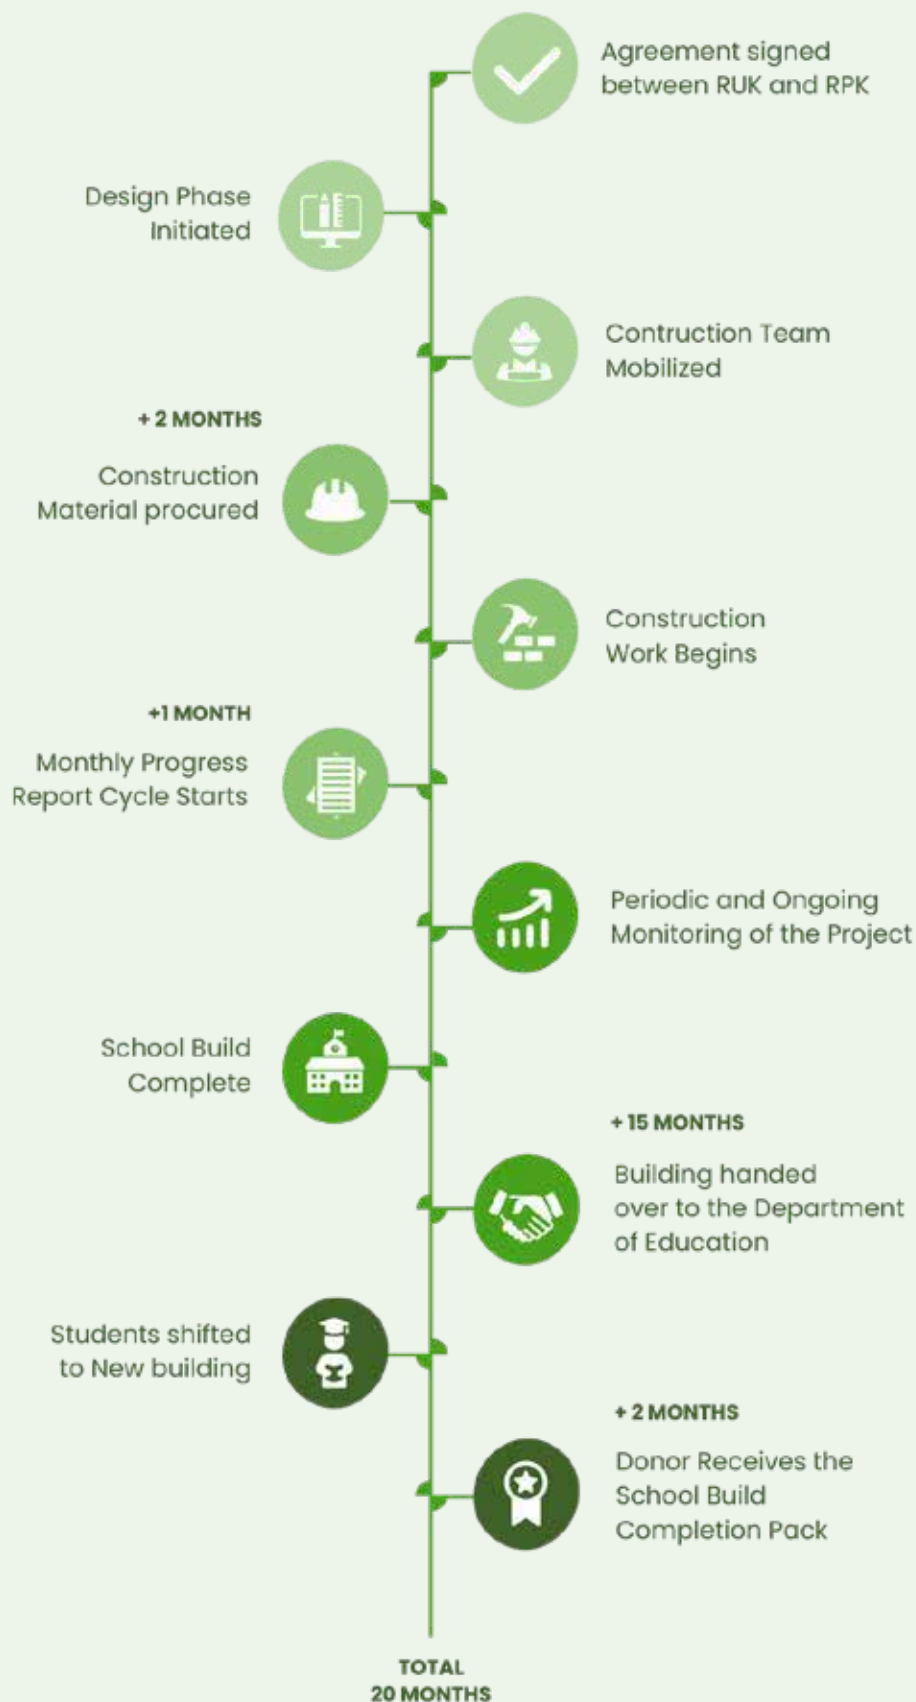 Agreement signed
between RUK and RPK
Design Phase
Initiated
Contruction Team
Mobilized
+ 2 MONTHS
Construction
Material procured
Construction
Work Begins
+1 MONTH
Monthly Progress
Report Cycle Starts
Periodic and Ongoing
Monitoring of the Project
School Build
Complete
+ 15 MONTHS
Building handed
over to the Department
of Education
Students shifted
to New building
+ 2 MONTHS
Donor Receives the
School Build
Completion Pack
TOTAL
20 MONTHS